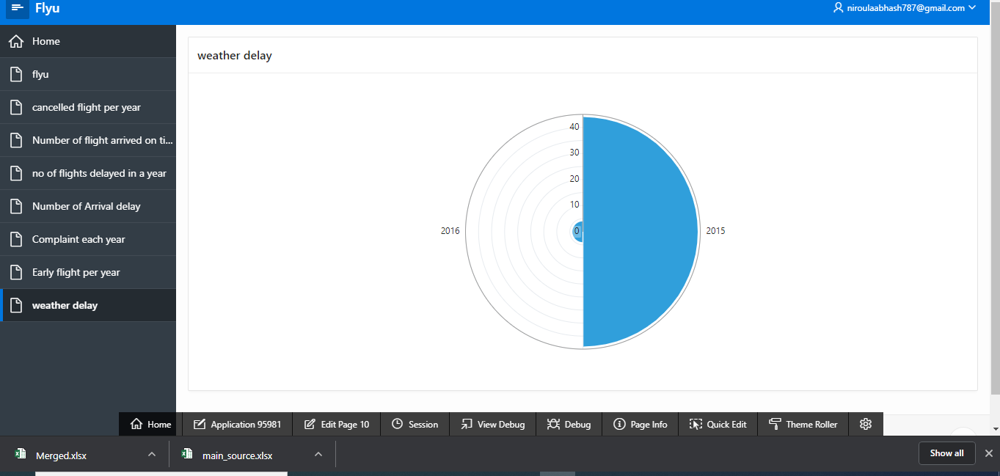 Flyu
niroulaabhash787@gmail.com
Home
flyu
cancelled flight per year
Number of flight arrived on ti...
no of flights delayed in a year
Number of Arrival delay
Complaint each year
Early flight per year
weather delay
weather delay
40
30
20
10
0
2016
2015
Home
Application 95981
Edit Page 10
Session
View Debug
Debug
Page Info
Quick Edit
Theme Roller
Merged.xlsx
main_source.xlsx
Show all